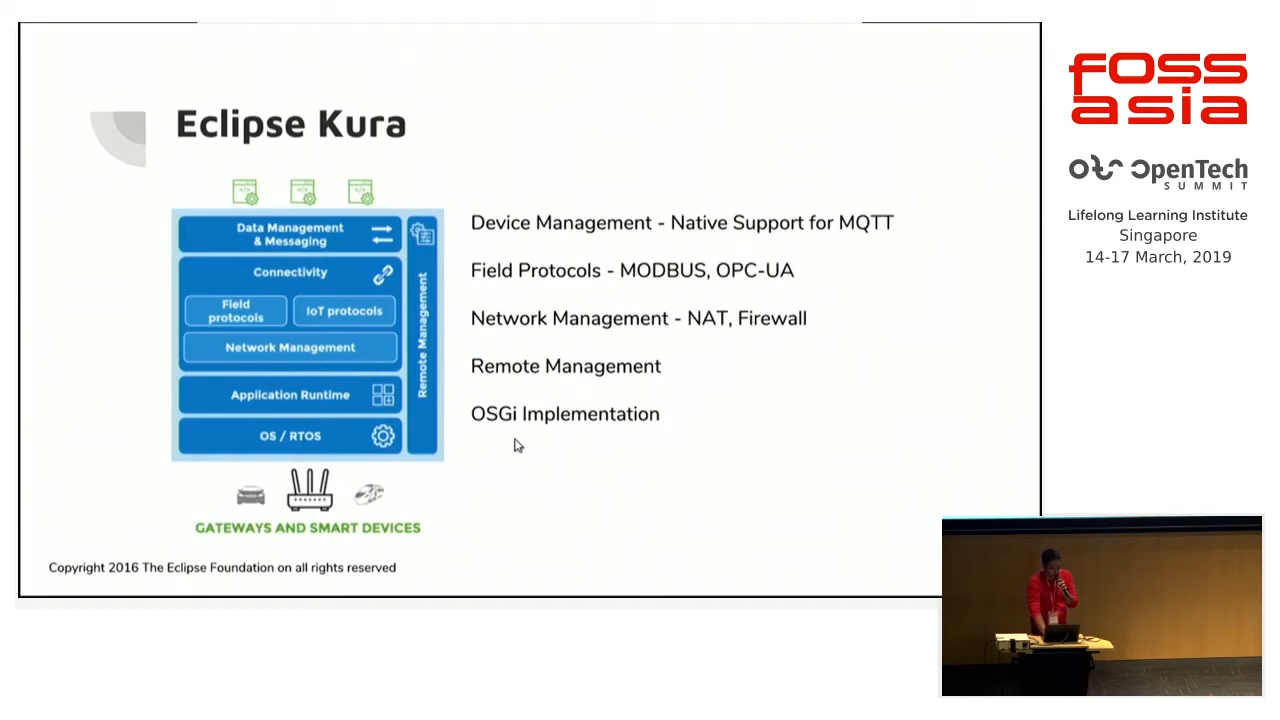 Eclipse Kura
Data Management
& Messaging
Connectivity
Field
protocols
IoT protocols
Network Management
Application Runtime
OS / RTOS
Remote Management
GATEWAYS AND SMART DEVICES
Device Management - Native Support for MQTT
Field Protocols - MODBUS, OPC-UA
Network Management - NAT, Firewall
Remote Management
OSGi Implementation
Copyright 2016 The Eclipse Foundation on all rights reserved
FOSS
asia
OpenTech
SUMMIT
Lifelong Learning Institute
Singapore
14-17 March, 2019